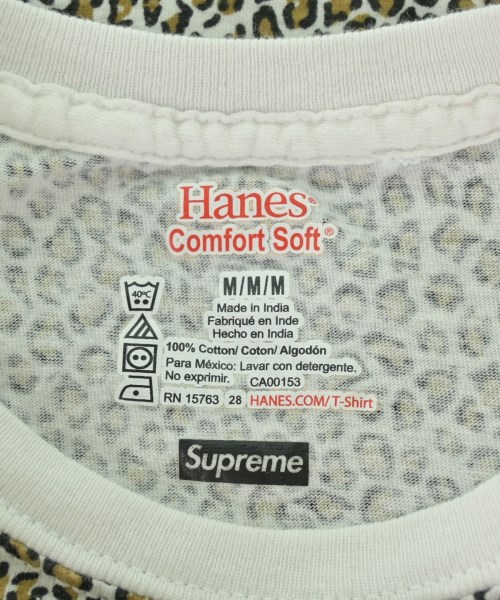 Hanes®
Comfort Soft®
M/M/M
40°C
Made in India
Fabriqué en Inde
Hecho en India
100% Cotton/ Coton/ Algodón
Para México: Lavar con detergente.
No exprimir. CA00153
RN 15763 28 HANES.COM/T-Shirt
Supreme